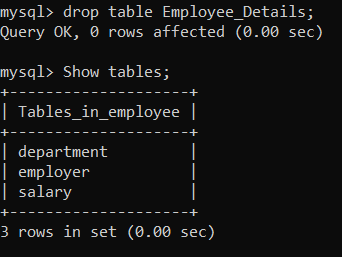 mysql> drop table Employee_Details;
Query OK, 0 rows affected (0.00 sec)
mysql> Show tables;
+--------------------+
| Tables_in_employee |
+--------------------+
| department         |
| employer           |
| salary             |
+--------------------+
3 rows in set (0.00 sec)